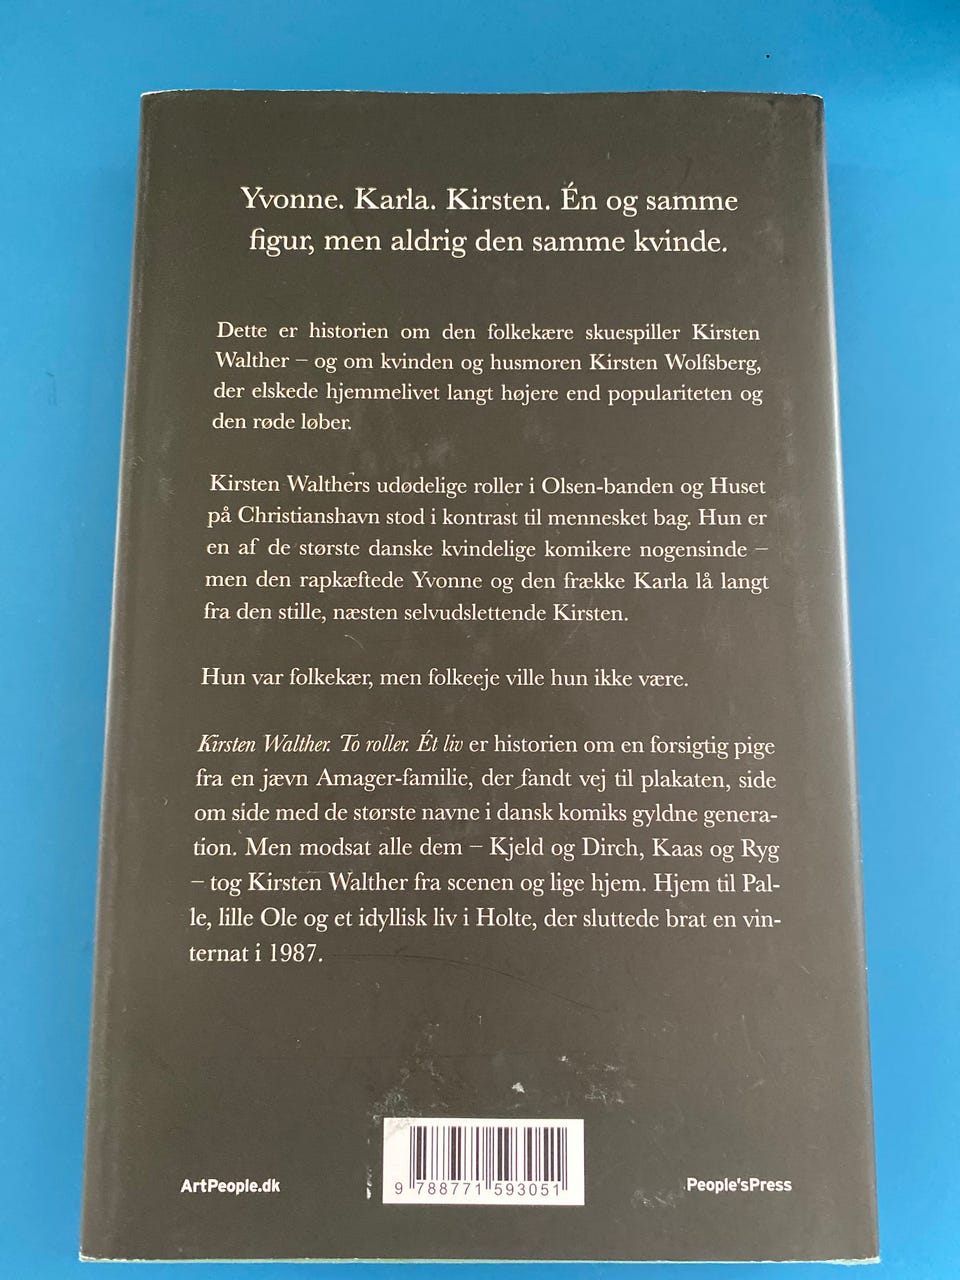 Yvonne. Karla. Kirsten. Én og samme
figur, men aldrig den samme kvinde.
Dette er historien om den folkekære skuespiller Kirsten
Walther – og om kvinden og husmoren Kirsten Wolfsberg,
der elskede hjemmelivet langt højere end populariteten og
den røde løber.
Kirsten Walthers udødelige roller i Olsen-banden og Huset
på Christianshavn stod i kontrast til mennesket bag. Hun er
en af de største danske kvindelige komikere nogensinde –
men den rapkæftede Yvonne og den frække Karla lå langt
fra den stille, næsten selvudslettende Kirsten.
Hun var folkekær, men folkeeje ville hun ikke være.
Kirsten Walther. To roller. Ét liv er historien om en forsigtig pige
fra en jævn Amager-familie, der fandt vej til plakaten, side
om side med de største navne i dansk komiks gyldne genera-
tion. Men modsat alle dem – Kjeld og Dirch, Kaas og Ryg
– tog Kirsten Walther fra scenen og lige hjem. Hjem til Pal-
le, lille Ole og et idyllisk liv i Holte, der sluttede brat en vin-
ternat i 1987.
ArtPeople.dk
9 788771 593051
People'sPress